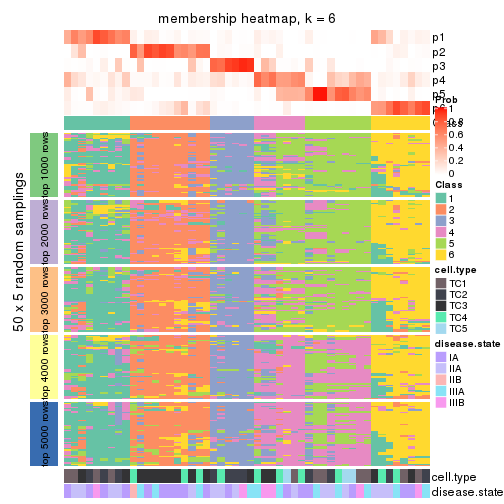 membership heatmap, k = 6
p1
p2
p3
p4
p5
Prob
1
0.8
0.6
0.4
0.2
0
Class
1
2
3
4
5
6
cell.type
TC1
TC2
TC3
TC4
TC5
disease.state
IA
IIA
IIB
IIIA
IIIB
50 x 5 random samplings
top 1000 rows
top 2000 rows
top 3000 rows
top 4000 rows
top 5000 rows
cell.type
disease.state